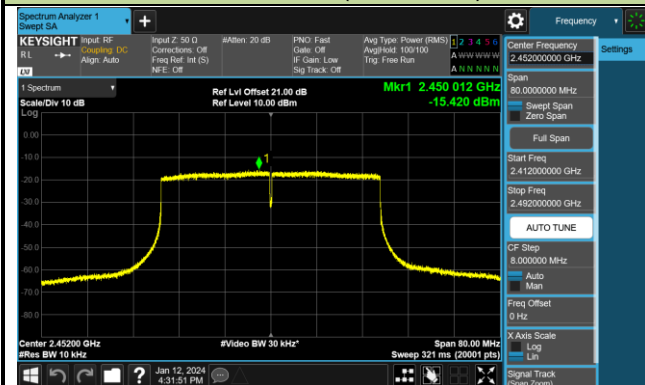 Spectrum Analyzer 1
Swept SA
Frequency
KEYSIGHT
RL
Input: RF
Coupling: DC
Align: Auto
Input Z: 50 Ω
Corrections: Off
Freq Ref: Int (S)
NFE: Off
#Atten: 20 dB
PNO: Fast
Gate: Off
IF Gain: Low
Sig Track: Off
Avg Type: Power (RMS)
Avg|Hold: 100/100
Trig: Free Run
1 2 3 4 5 6
A W W W W W
A N N N N N
LXI
1 Spectrum
Scale/Div 10 dB
Log
Ref Lvl Offset 21.00 dB
Ref Level 10.00 dBm
Mkr1 2.450 012 GHz
-15.420 dBm
1
0.00
-10.0
-20.0
-30.0
-40.0
-50.0
-60.0
-70.0
-80.0
Center 2.45200 GHz
#Res BW 10 kHz
#Video BW 30 kHz*
Span 80.00 MHz
Sweep 321 ms (20001 pts)
Jan 12, 2024
4:31:51 PM
Center Frequency
2.452000000 GHz
Settings
Span
80.0000000 MHz
Swept Span
Zero Span
Full Span
Start Freq
2.412000000 GHz
Stop Freq
2.492000000 GHz
AUTO TUNE
CF Step
8.000000 MHz
Auto
Man
Freq Offset
0 Hz
X Axis Scale
Log
Lin
Signal Track
(Span Zoom)